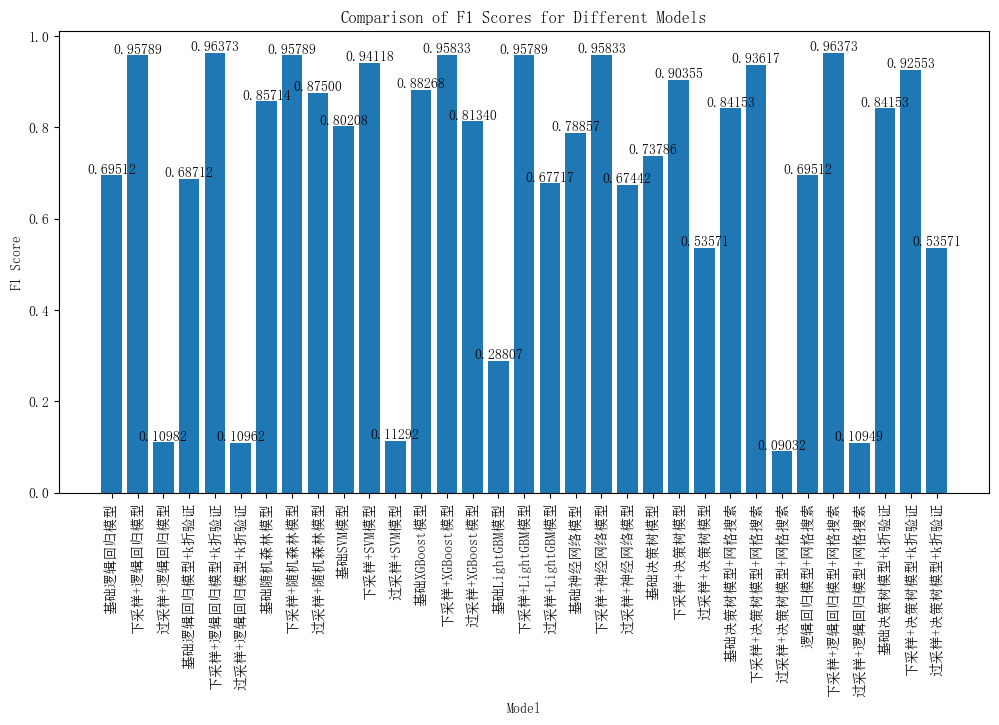 Comparison of F1 Scores for Different Models
F1 Score
1.0
0.8
0.6
0.4
0.2
0.0
0.69512
0.95789
0.10982
0.68712
0.96373
0.10962
0.85714
0.95789
0.87500
0.80208
0.94118
0.11292
0.88268
0.95833
0.81340
0.28807
0.95789
0.67717
0.78857
0.95833
0.67442
0.73786
0.90355
0.53571
0.84153
0.93617
0.09032
0.69512
0.96373
0.10949
0.84153
0.92553
0.53571
基础逻辑回归模型
下采样+逻辑回归模型
过采样+逻辑回归模型
基础逻辑回归模型+k折验证
下采样+逻辑回归模型+k折验证
过采样+逻辑回归模型+k折验证
基础随机森林模型
下采样+随机森林模型
过采样+随机森林模型
基础SVM模型
下采样+SVM模型
过采样+SVM模型
基础XGBoost模型
下采样+XGBoost模型
过采样+XGBoost模型
基础LightGBM模型
下采样+LightGBM模型
过采样+LightGBM模型
基础神经网络模型
下采样+神经网络模型
过采样+神经网络模型
基础决策树模型
下采样+决策树模型
过采样+决策树模型
基础决策树模型+网格搜索
下采样+决策树模型+网格搜索
过采样+决策树模型+网格搜索
逻辑回归模型+网格搜索
下采样+逻辑回归模型+网格搜索
过采样+逻辑回归模型+网格搜索
基础决策树模型+k折验证
下采样+决策树模型+k折验证
过采样+决策树模型+k折验证
Model